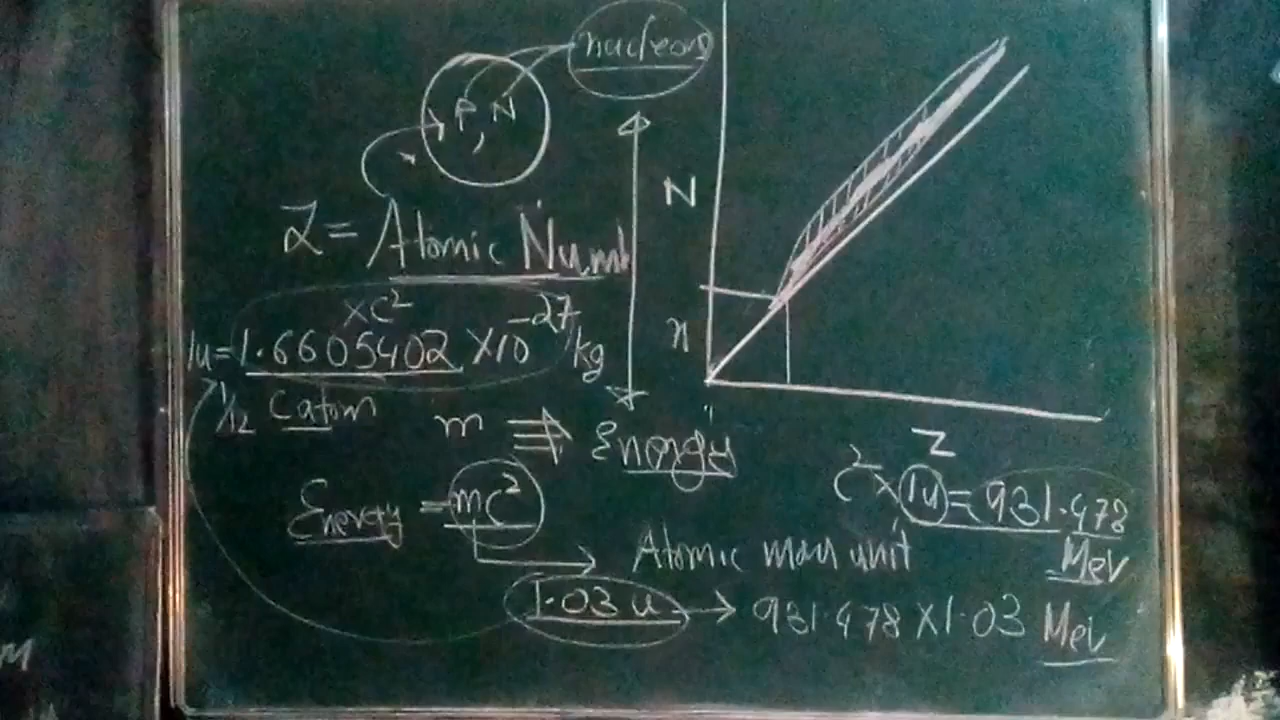 nucleons
P, N
Z = Atomic Numb
xc²
1u = 1.6605402 X10⁻²⁷ kg
1/12 C atom
N
n
Z
m ⇛ Energy
Energy = mc²
c² x 1u = 931.478
MeV
Atomic mass unit
1.03 u → 931.478 X 1.03 MeV